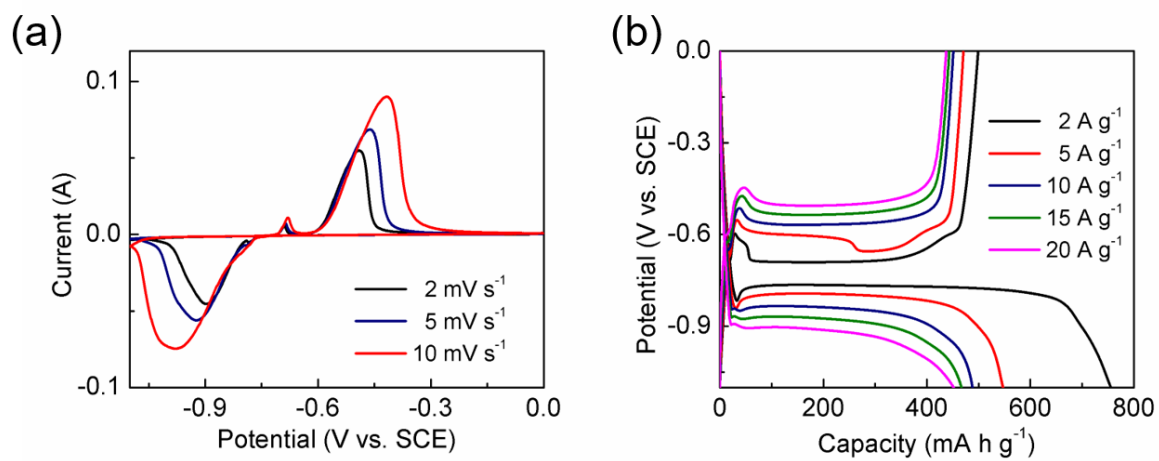 (a)
0.1
0.0
-0.1
Current (A)
-0.9
-0.6
-0.3
0.0
Potential (V vs. SCE)
2 mV s⁻¹
5 mV s⁻¹
10 mV s⁻¹
(b)
0.0
-0.3
-0.6
-0.9
Potential (V vs. SCE)
0
200
400
600
800
Capacity (mA h g⁻¹)
2 A g⁻¹
5 A g⁻¹
10 A g⁻¹
15 A g⁻¹
20 A g⁻¹